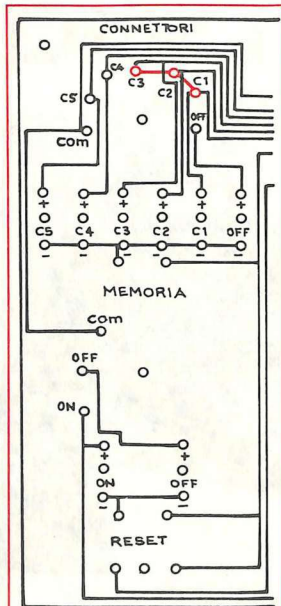 CONNETTORI
C4 C3 C2 C1
C5
Com OFF
+ + + + + +
C5 C4 C3 C2 C1 OFF
- - - - - -
MEMORIA
Com
OFF
ON
+ +
ON OFF
- -
RESET